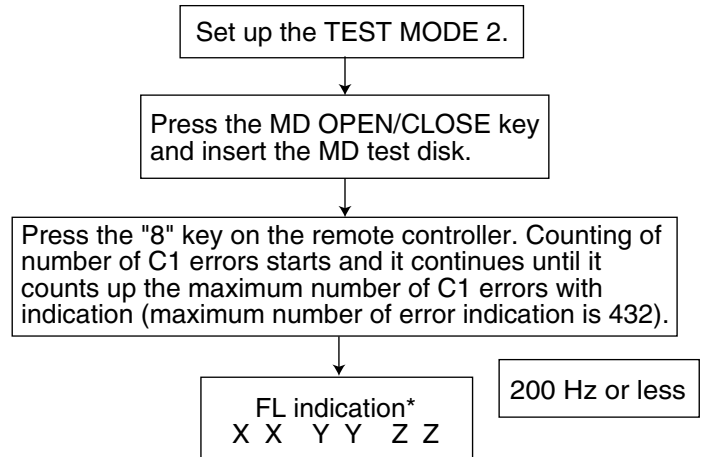 Set up the TEST MODE 2.
Press the MD OPEN/CLOSE key
and insert the MD test disk.
Press the "8" key on the remote controller. Counting of
number of C1 errors starts and it continues until it
counts up the maximum number of C1 errors with
indication (maximum number of error indication is 432).
FL indication*
X X Y Y Z Z
200 Hz or less